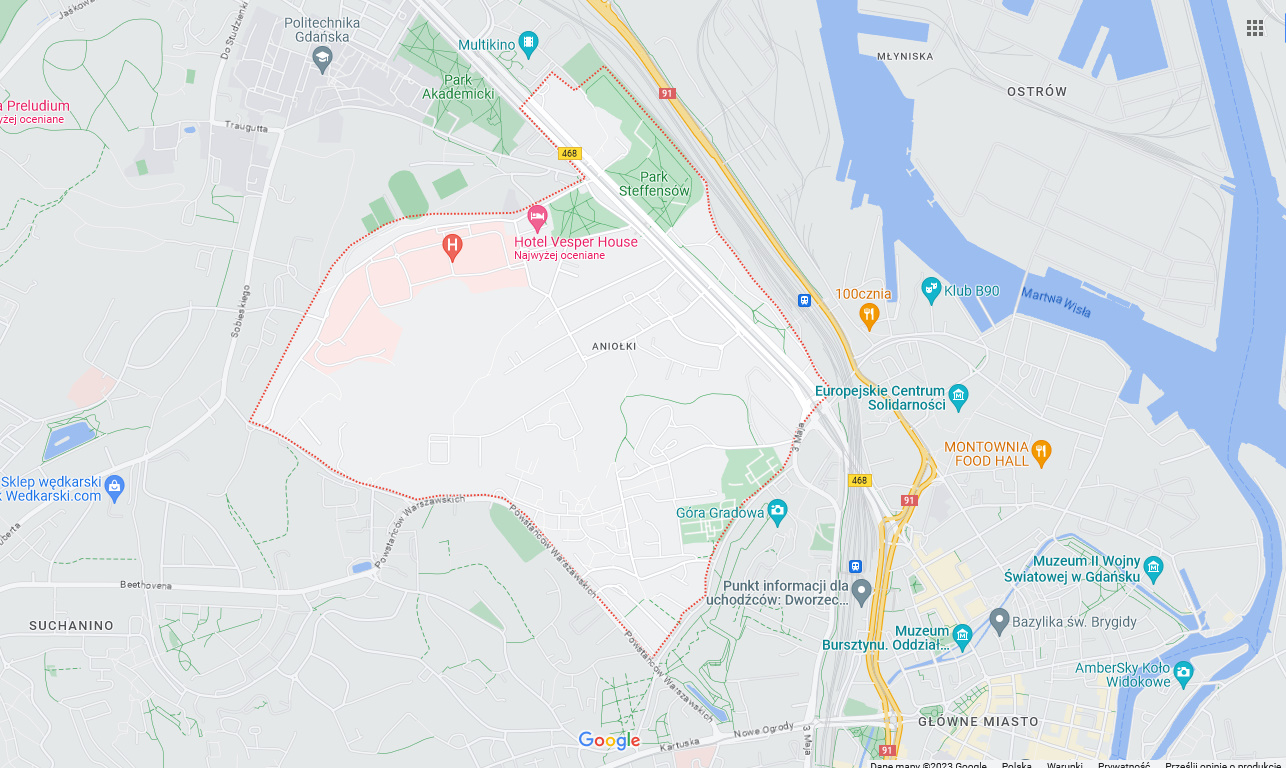 Jaśkowa
Do Studzienki
Politechnika
Gdańska
Multikino
MŁYNISKA
Park
Akademicki
91
OSTRÓW
a Preludium
wyżej oceniane
Traugutta
468
Park
Steffensów
Hotel Vesper House
Najwyżej oceniane
H
Sobieskiego
100cznia
Klub B90
Martwa Wisła
ANIOŁKI
Europejskie Centrum
Solidarności
3 Maja
MONTOWNIA
FOOD HALL
Sklep wędkarski
k Wedkarski.com
468
91
Powstańców Warszawskich
Góra Gradowa
Powstańców Warszawskich
Muzeum II Wojny
Światowej w Gdańsku
Beethovena
Punkt informacji dla
uchodźców: Dworzec...
SUCHANINO
Bazylika św. Brygidy
Muzeum
Bursztynu. Oddział...
Powstańców Warszawskich
AmberSky Koło
Widokowe
GŁÓWNE MIASTO
Nowe Ogrody
Kartuska
3 Maja
Google
91
Dane mapy ©2023 Google
Polska
Warunki
Prywatność
Prześlij opinię o produkcie